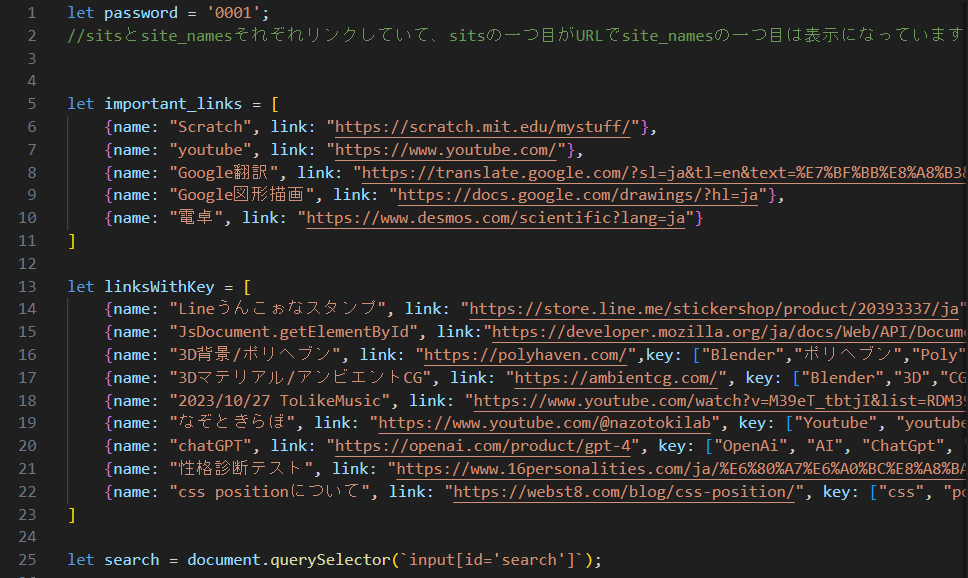 1 let password = '0001';
2 //sitsとsite_namesそれぞれリンクしていて、sitsの一つ目がURLでsite_namesの一つ目は表示になっています
3
4
5 let important_links = [
6 {name: "Scratch", link: "https://scratch.mit.edu/mystuff/"},
7 {name: "youtube", link: "https://www.youtube.com/"},
8 {name: "Google翻訳", link: "https://translate.google.com/?sl=ja&tl=en&text=%E7%BF%BB%E8%A8%B3&
9 {name: "Google図形描画", link: "https://docs.google.com/drawings/?hl=ja"},
10 {name: "電卓", link: "https://www.desmos.com/scientific?lang=ja"}
11 ]
12
13 let linksWithKey = [
14 {name: "Lineうんこぉなスタンプ", link: "https://store.line.me/stickershop/product/20393337/ja"
15 {name: "JsDocument.getElementById", link:"https://developer.mozilla.org/ja/docs/Web/API/Docum
16 {name: "3D背景/ポリヘブン", link: "https://polyhaven.com/",key: ["Blender","ポリヘブン","Poly"
17 {name: "3Dマテリアル/アンビエントCG", link: "https://ambientcg.com/", key: ["Blender","3D","CG
18 {name: "2023/10/27 ToLikeMusic", link: "https://www.youtube.com/watch?v=M39eT_tbtjI&list=RDM39
19 {name: "なぞときらぼ", link: "https://www.youtube.com/@nazotokilab", key: ["Youtube", "youtube
20 {name: "chatGPT", link: "https://openai.com/product/gpt-4", key: ["OpenAi", "AI", "ChatGpt",
21 {name: "性格診断テスト", link: "https://www.16personalities.com/ja/%E6%80%A7%E6%A0%BC%E8%A8%BA
22 {name: "css positionについて", link: "https://webst8.com/blog/css-position/", key: ["css", "po
23 ]
24
25 let search = document.querySelector(`input[id='search']`);